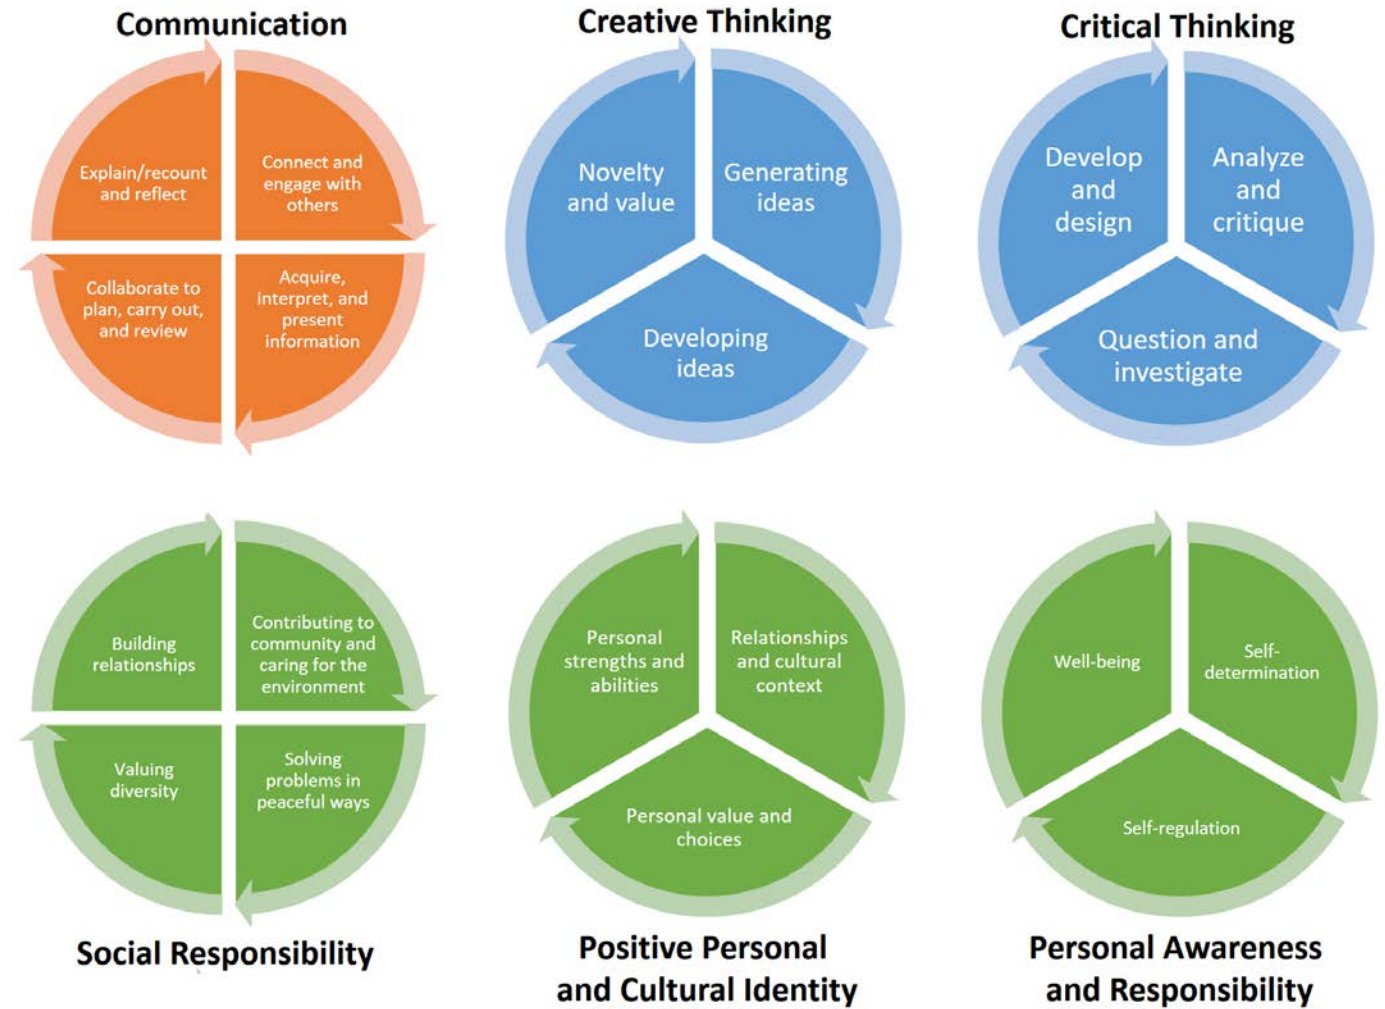 Communication
Explain/recount
and reflect
Connect and
engage with
others
Collaborate to
plan, carry out,
and review
Acquire,
interpret, and
present
information
Creative Thinking
Novelty
and value
Generating
ideas
Developing
ideas
Critical Thinking
Develop
and
design
Analyze
and
critique
Question and
investigate
Building
relationships
Contributing to
community and
caring for the
environment
Valuing
diversity
Solving
problems in
peaceful ways
Social Responsibility
Personal
strengths and
abilities
Relationships
and cultural
context
Personal value and
choices
Positive Personal
and Cultural Identity
Well-being
Self-
determination
Self-regulation
Personal Awareness
and Responsibility